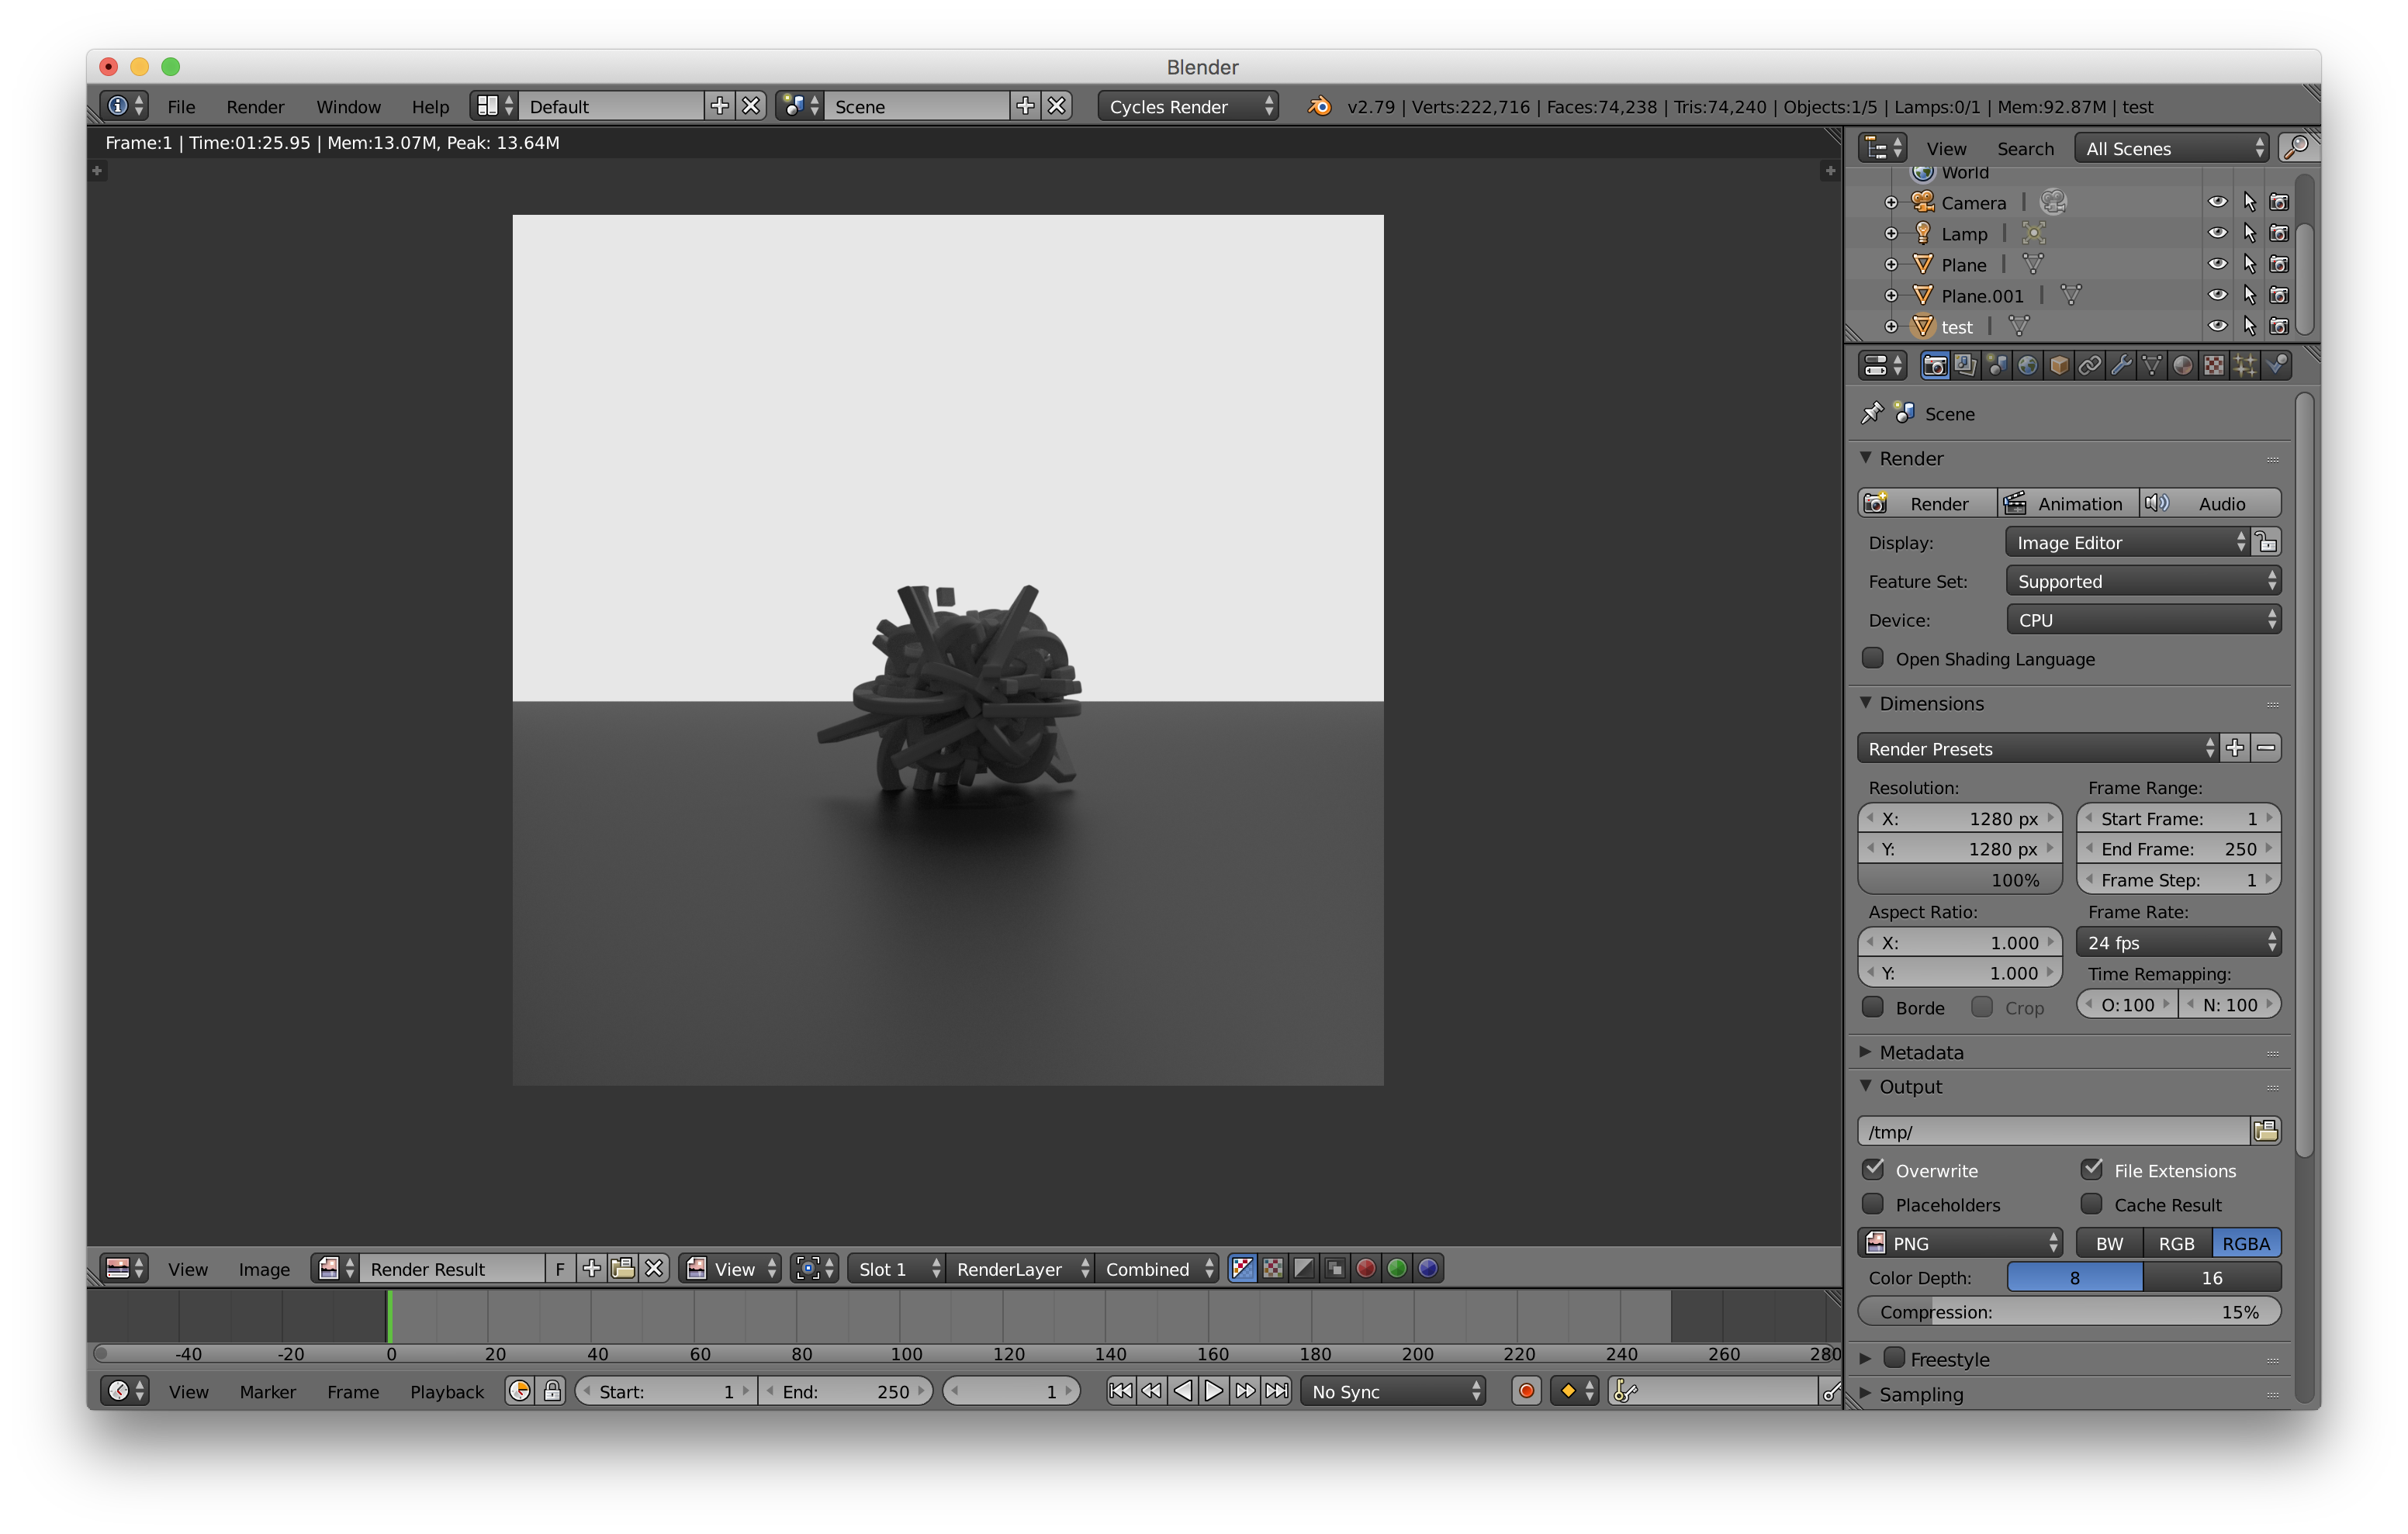 Blender
File Render Window Help Default Scene Cycles Render v2.79 | Verts:222,716 | Faces:74,238 | Tris:74,240 | Objects:1/5 | Lamps:0/1 | Mem:92.87M | test
Frame:1 | Time:01:25.95 | Mem:13.07M, Peak: 13.64M
View Search All Scenes
World
Camera
Lamp
Plane
Plane.001
test
Scene
Render
Render Animation Audio
Display: Image Editor
Feature Set: Supported
Device: CPU
Open Shading Language
Dimensions
Render Presets
Resolution: Frame Range:
X: 1280 px Start Frame: 1
Y: 1280 px End Frame: 250
100% Frame Step: 1
Aspect Ratio: Frame Rate:
X: 1.000 24 fps
Y: 1.000 Time Remapping:
Borde Crop O: 100 N: 100
Metadata
Output
/tmp/
Overwrite File Extensions
Placeholders Cache Result
PNG BW RGB RGBA
Color Depth: 8 16
Compression: 15%
Freestyle
Sampling
View Image Render Result F View Slot 1 RenderLayer Combined
-40 -20 0 20 40 60 80 100 120 140 160 180 200 220 240 260 280
View Marker Frame Playback Start: 1 End: 250 1 No Sync